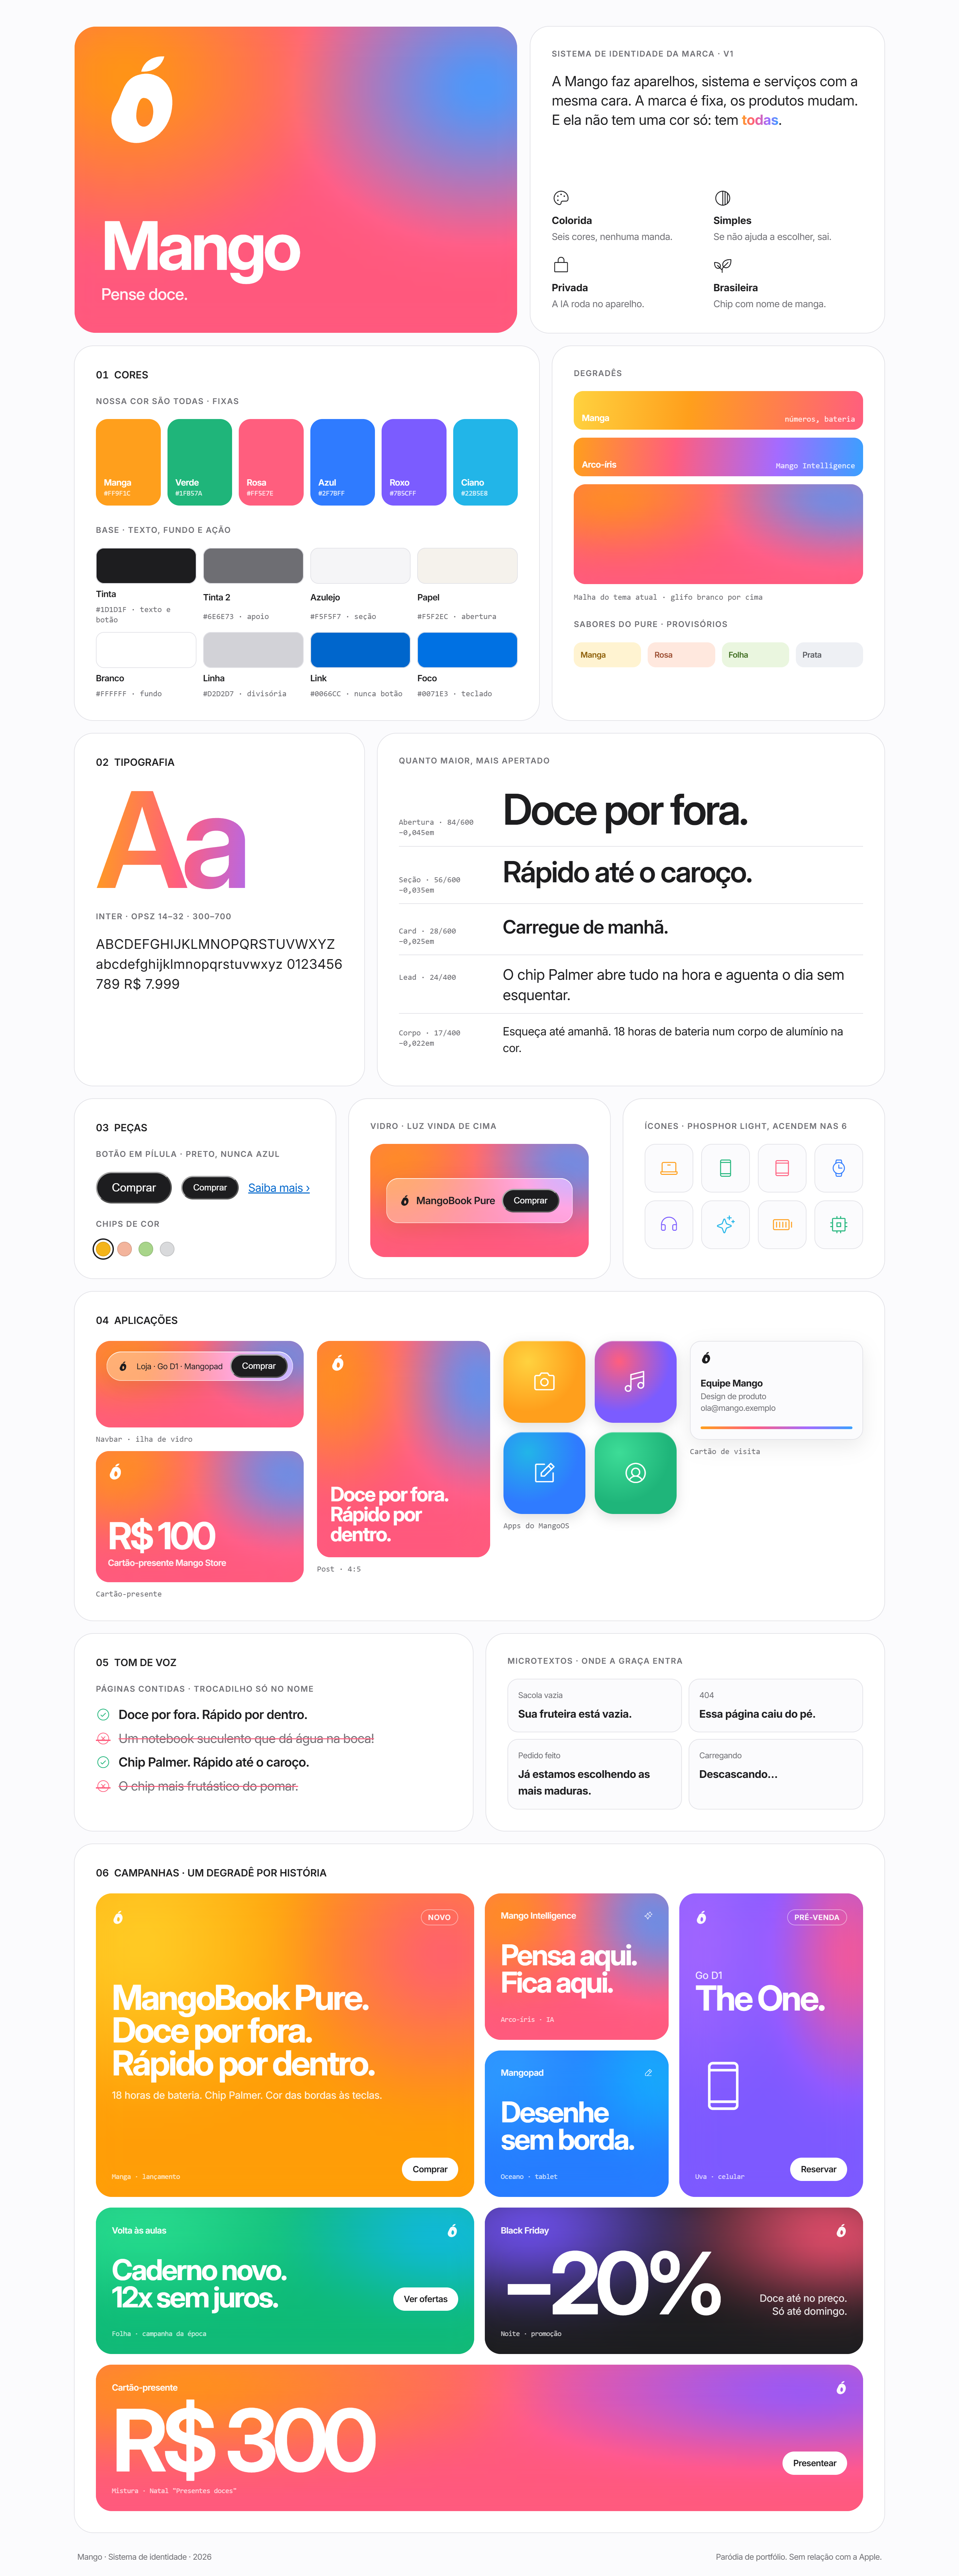 Mango
Pense doce.
SISTEMA DE IDENTIDADE DA MARCA · V1
A Mango faz aparelhos, sistema e serviços com a
mesma cara. A marca é fixa, os produtos mudam.
E ela não tem uma cor só: tem todas.
Colorida
Seis cores, nenhuma manda.
Simples
Se não ajuda a escolher, sai.
Privada
A IA roda no aparelho.
Brasileira
Chip com nome de manga.
01 CORES
NOSSA COR SÃO TODAS · FIXAS
Manga
#FF9F1C
Verde
#1FB57A
Rosa
#FF5E7E
Azul
#2F7BFF
Roxo
#7B5CFF
Ciano
#22B5E8
BASE · TEXTO, FUNDO E AÇÃO
Tinta
#1D1D1F · texto e
botão
Tinta 2
#6E6E73 · apoio
Azulejo
#F5F5F7 · seção
Papel
#F5F2EC · abertura
Branco
#FFFFFF · fundo
Linha
#D2D2D7 · divisória
Link
#0066CC · nunca botão
Foco
#0071E3 · teclado
DEGRADÊS
Manga
números, bateria
Arco-íris
Mango Intelligence
Malha do tema atual · glifo branco por cima
SABORES DO PURE · PROVISÓRIOS
Manga
Rosa
Folha
Prata
02 TIPOGRAFIA
Aa
INTER · OPSZ 14–32 · 300–700
ABCDEFGHIJKLMNOPQRSTUVWXYZ
abcdefghijklmnopqrstuvwxyz 0123456
789 R$ 7.999
QUANTO MAIOR, MAIS APERTADO
Abertura · 84/600
−0,045em
Doce por fora.
Seção · 56/600
−0,035em
Rápido até o caroço.
Card · 28/600
−0,025em
Carregue de manhã.
Lead · 24/400
O chip Palmer abre tudo na hora e aguenta o dia sem
esquentar.
Corpo · 17/400
−0,022em
Esqueça até amanhã. 18 horas de bateria num corpo de alumínio na
cor.
03 PEÇAS
BOTÃO EM PÍLULA · PRETO, NUNCA AZUL
Comprar
Comprar
Saiba mais ›
CHIPS DE COR
VIDRO · LUZ VINDA DE CIMA
MangoBook Pure
Comprar
ÍCONES · PHOSPHOR LIGHT, ACENDEM NAS 6
04 APLICAÇÕES
Loja · Go D1 · Mangopad
Comprar
Navbar · ilha de vidro
R$ 100
Cartão-presente Mango Store
Cartão-presente
Doce por fora.
Rápido por
dentro.
Post · 4:5
Apps do MangoOS
Equipe Mango
Design de produto
ola@mango.exemplo
Cartão de visita
05 TOM DE VOZ
PÁGINAS CONTIDAS · TROCADILHO SÓ NO NOME
Doce por fora. Rápido por dentro.
Um notebook suculento que dá água na boca!
Chip Palmer. Rápido até o caroço.
O chip mais frutástico do pomar.
MICROTEXTOS · ONDE A GRAÇA ENTRA
Sacola vazia
Sua fruteira está vazia.
404
Essa página caiu do pé.
Pedido feito
Já estamos escolhendo as
mais maduras.
Carregando
Descascando...
06 CAMPANHAS · UM DEGRADÊ POR HISTÓRIA
NOVO
MangoBook Pure.
Doce por fora.
Rápido por dentro.
18 horas de bateria. Chip Palmer. Cor das bordas às teclas.
Manga · lançamento
Comprar
Mango Intelligence
Pensa aqui.
Fica aqui.
Arco-íris · IA
Mangopad
Desenhe
sem borda.
Oceano · tablet
PRÉ-VENDA
Go D1
The One.
Uva · celular
Reservar
Volta às aulas
Caderno novo.
12x sem juros.
Folha · campanha da época
Ver ofertas
Black Friday
−20%
Doce até no preço.
Só até domingo.
Noite · promoção
Cartão-presente
R$ 300
Mistura · Natal "Presentes doces"
Presentear
Mango · Sistema de identidade · 2026
Paródia de portfólio. Sem relação com a Apple.